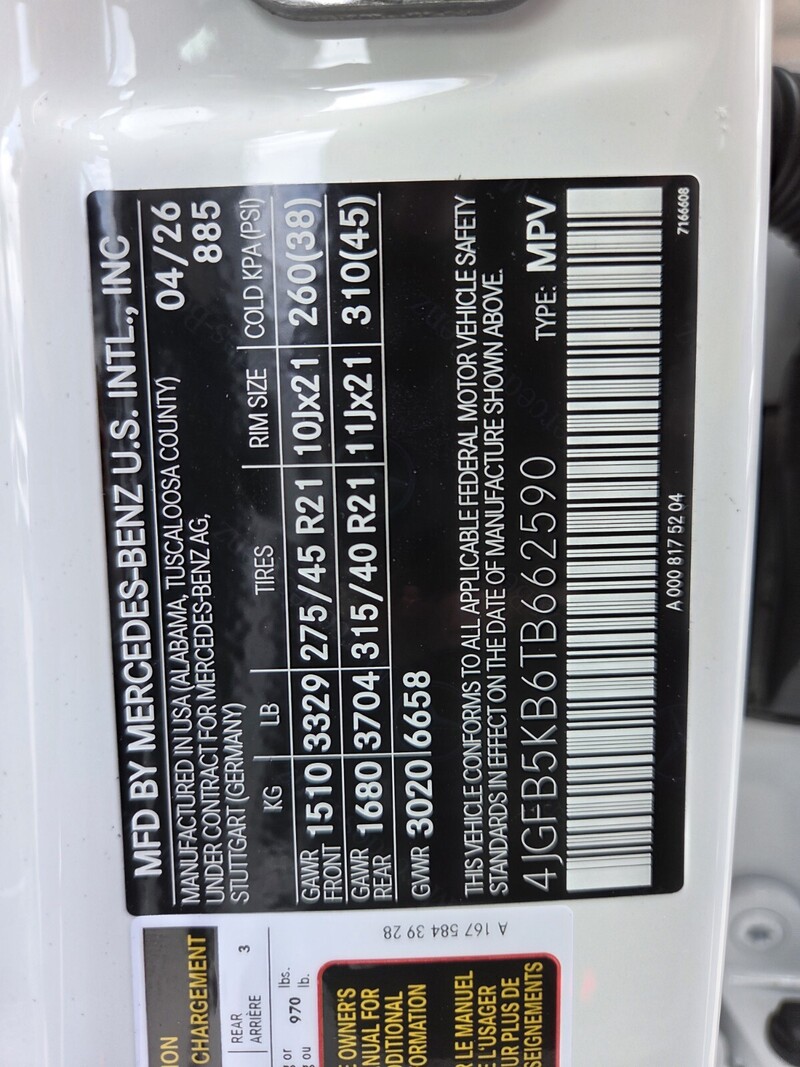 MFD BY MERCEDES-BENZ U.S. INTL., INC
MANUFACTURED IN USA (ALABAMA, TUSCALOOSA COUNTY) 04/26
UNDER CONTRACT FOR MERCEDES-BENZ AG, 885
STUTTGART (GERMANY)
KG LB TIRES RIM SIZE COLD KPA (PSI)
GAWR FRONT 1510 3329 275/45 R21 10Jx21 260(38)
GAWR REAR 1680 3704 315/40 R21 11Jx21 310(45)
GVWR 3020 6658
THIS VEHICLE CONFORMS TO ALL APPLICABLE FEDERAL MOTOR VEHICLE SAFETY
STANDARDS IN EFFECT ON THE DATE OF MANUFACTURE SHOWN ABOVE.
4JGFB5KB6TB662590 TYPE: MPV
A 000 817 52 04 7166608
ION
CHARGEMENT
REAR 3
ARRIÈRE
g or 970 lbs.
g ou lb.
E OWNER'S
NUAL FOR
DDITIONAL
ORMATION
R LE MANUEL
E L'USAGER
UR PLUS DE
SEIGNEMENTS
A 167 584 39 28